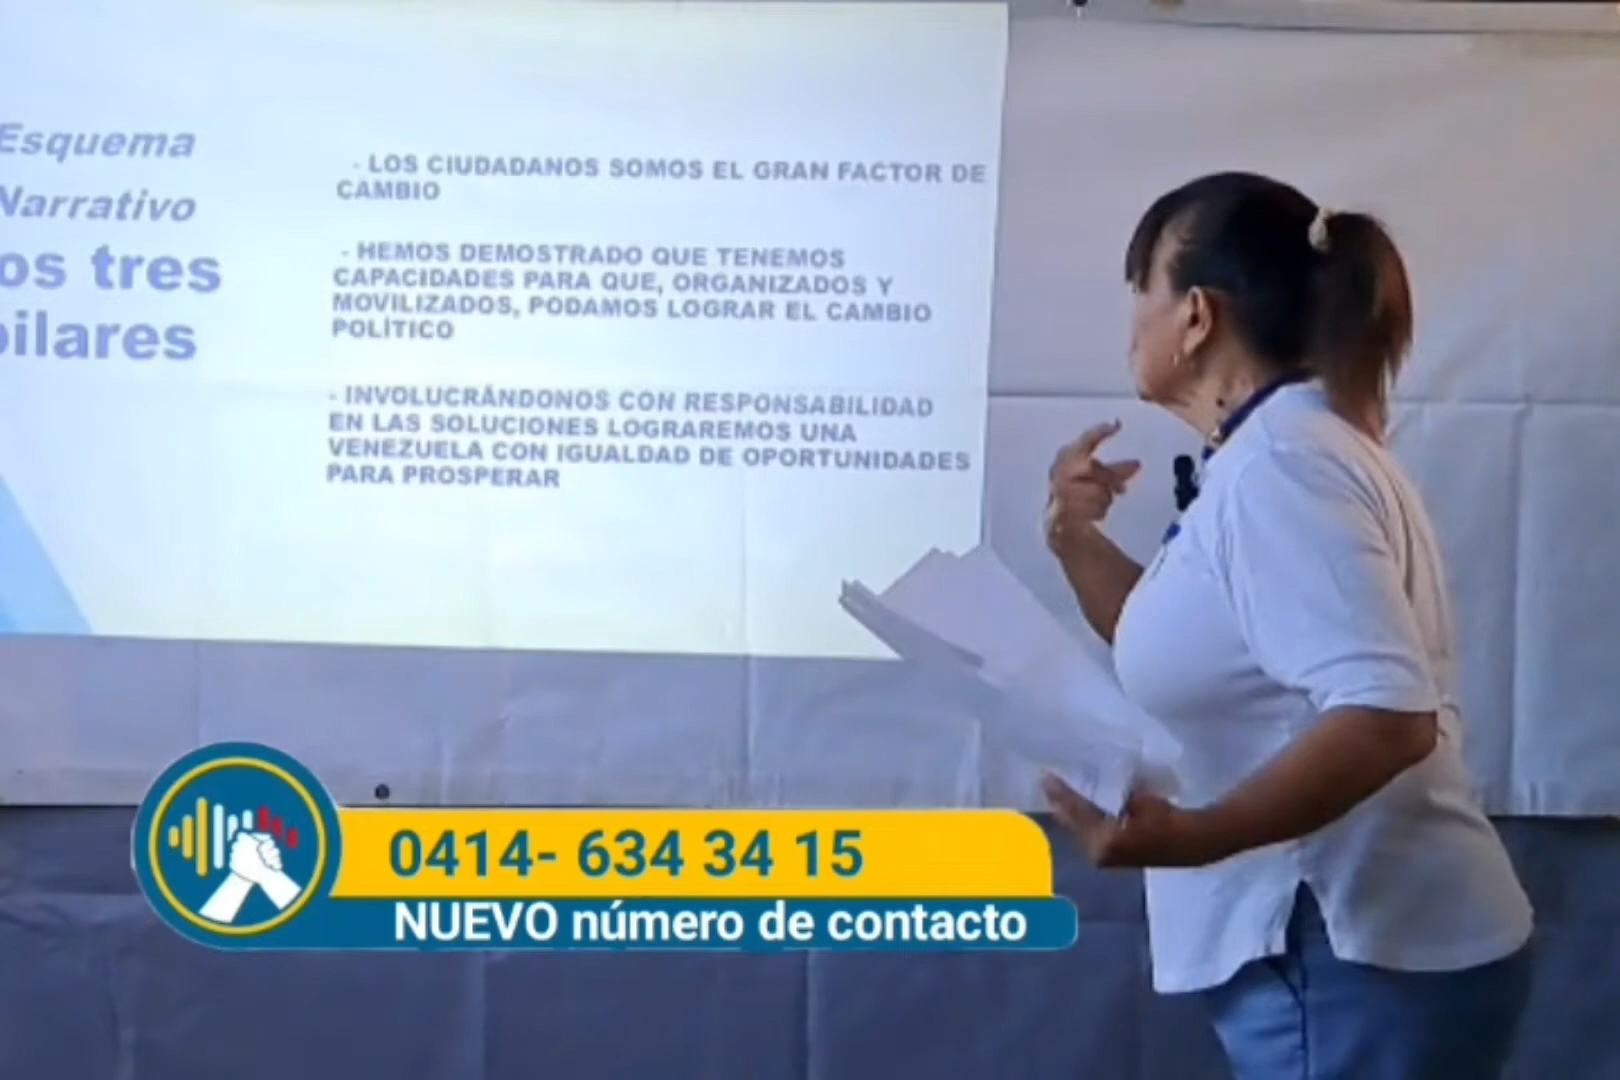 Esquema
Narrativo
os tres
pilares
- LOS CIUDADANOS SOMOS EL GRAN FACTOR DE
CAMBIO
- HEMOS DEMOSTRADO QUE TENEMOS
CAPACIDADES PARA QUE, ORGANIZADOS Y
MOVILIZADOS, PODAMOS LOGRAR EL CAMBIO
POLÍTICO
- INVOLUCRÁNDONOS CON RESPONSABILIDAD
EN LAS SOLUCIONES LOGRAREMOS UNA
VENEZUELA CON IGUALDAD DE OPORTUNIDADES
PARA PROSPERAR
0414- 634 34 15
NUEVO número de contacto